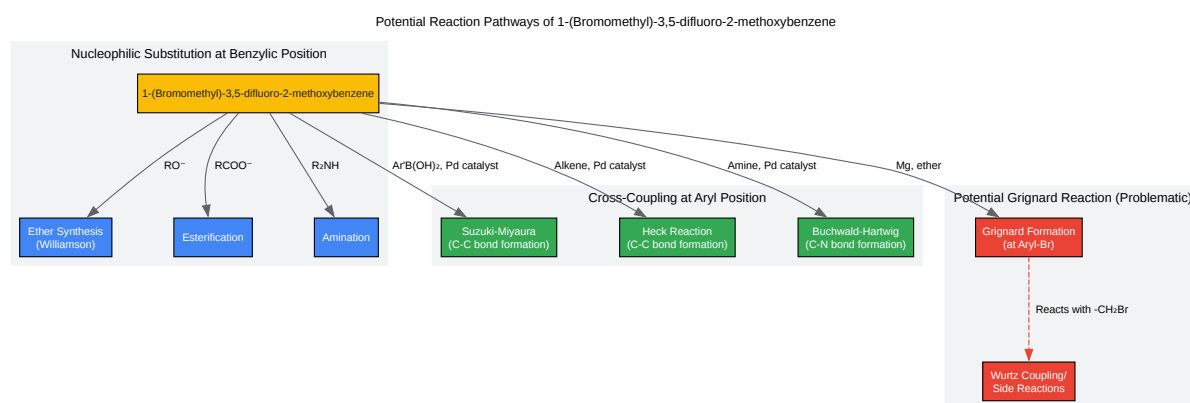 Potential Reaction Pathways of 1-(Bromomethyl)-3,5-difluoro-2-methoxybenzene
Nucleophilic Substitution at Benzylic Position
1-(Bromomethyl)-3,5-difluoro-2-methoxybenzene
RO⁻
RCOO⁻
R₂NH
Ar'B(OH)₂, Pd catalyst
Alkene, Pd catalyst
Amine, Pd catalyst
Mg, ether
Cross-Coupling at Aryl Position
Potential Grignard Reaction (Problematic)
Ether Synthesis
(Williamson)
Esterification
Amination
Suzuki-Miyaura
(C-C bond formation)
Heck Reaction
(C-C bond formation)
Buchwald-Hartwig
(C-N bond formation)
Grignard Formation
(at Aryl-Br)
Reacts with -CH₂Br
Wurtz Coupling/
Side Reactions